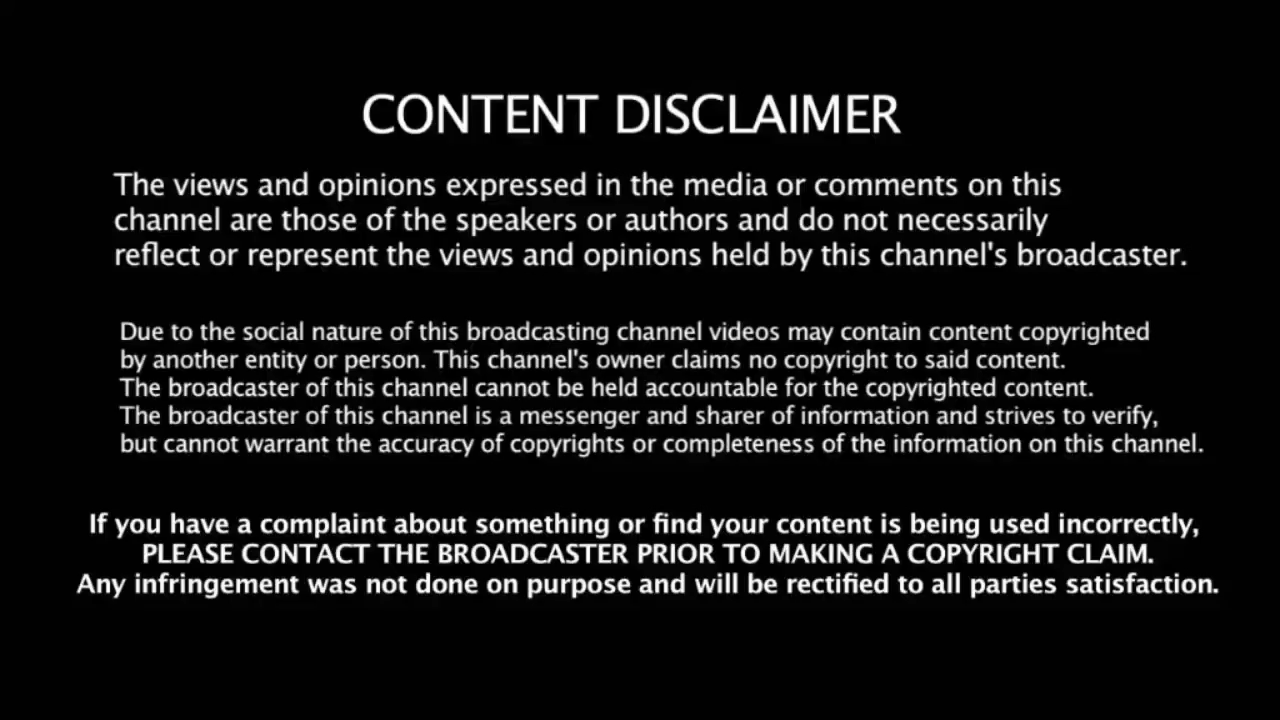 CONTENT DISCLAIMER
The views and opinions expressed in the media or comments on this
channel are those of the speakers or authors and do not necessarily
reflect or represent the views and opinions held by this channel's broadcaster.
Due to the social nature of this broadcasting channel videos may contain content copyrighted
by another entity or person. This channel's owner claims no copyright to said content.
The broadcaster of this channel cannot be held accountable for the copyrighted content.
The broadcaster of this channel is a messenger and sharer of information and strives to verify,
but cannot warrant the accuracy of copyrights or completeness of the information on this channel.
If you have a complaint about something or find your content is being used incorrectly,
PLEASE CONTACT THE BROADCASTER PRIOR TO MAKING A COPYRIGHT CLAIM.
Any infringement was not done on purpose and will be rectified to all parties satisfaction.